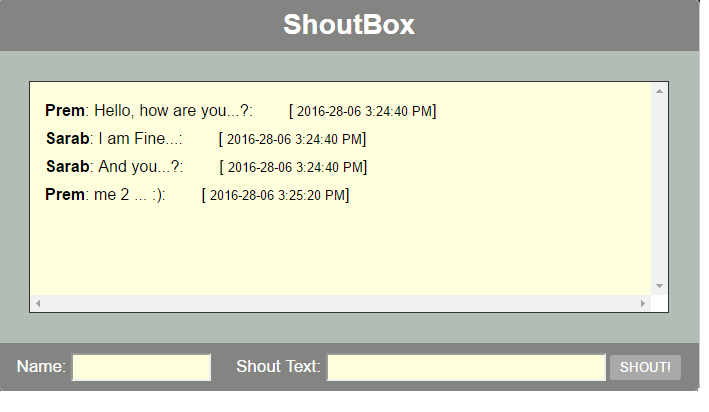 ShoutBox
Prem: Hello, how are you...?: [ 2016-28-06 3:24:40 PM]
Sarab: I am Fine...: [ 2016-28-06 3:24:40 PM]
Sarab: And you...?: [ 2016-28-06 3:24:40 PM]
Prem: me 2 ... :): [ 2016-28-06 3:25:20 PM]
Name: Shout Text: SHOUT!